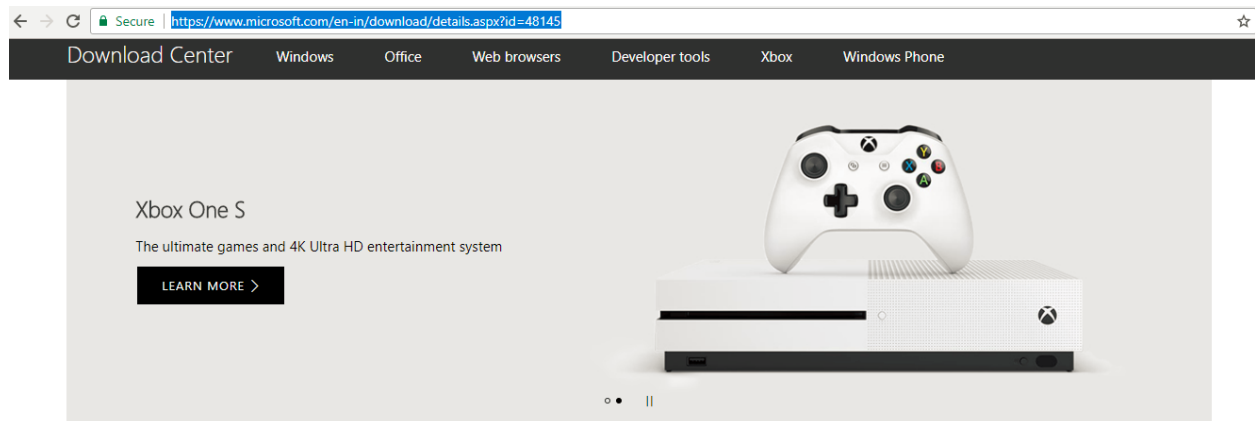 Secure | https://www.microsoft.com/en-in/download/details.aspx?id=48145
Download Center Windows Office Web browsers Developer tools Xbox Windows Phone
Xbox One S
The ultimate games and 4K Ultra HD entertainment system
LEARN MORE
Y
X B
A